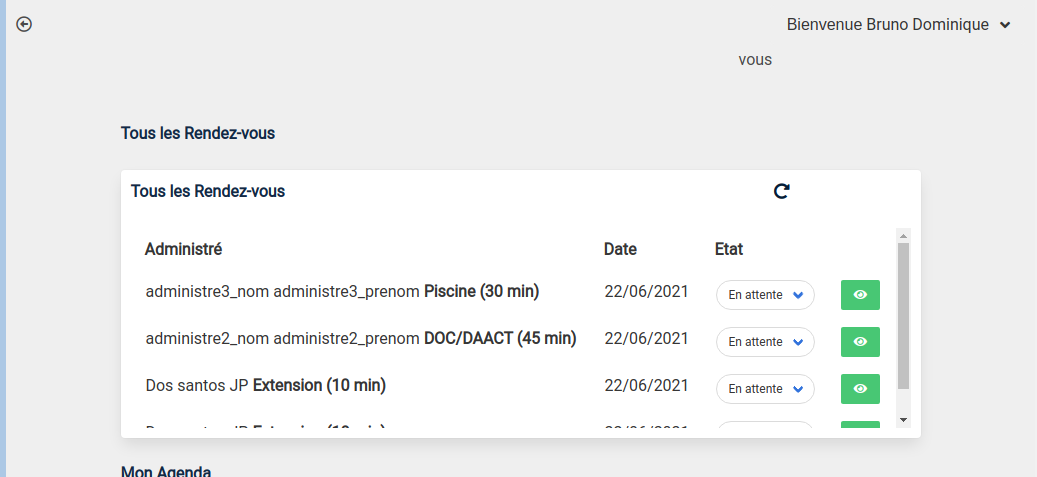 Bienvenue Bruno Dominique
vous
Tous les Rendez-vous
Tous les Rendez-vous
Administré Date Etat
administre3_nom administre3_prenom Piscine (30 min) 22/06/2021 En attente
administre2_nom administre2_prenom DOC/DAACT (45 min) 22/06/2021 En attente
Dos santos JP Extension (10 min) 22/06/2021 En attente
Mon Agenda